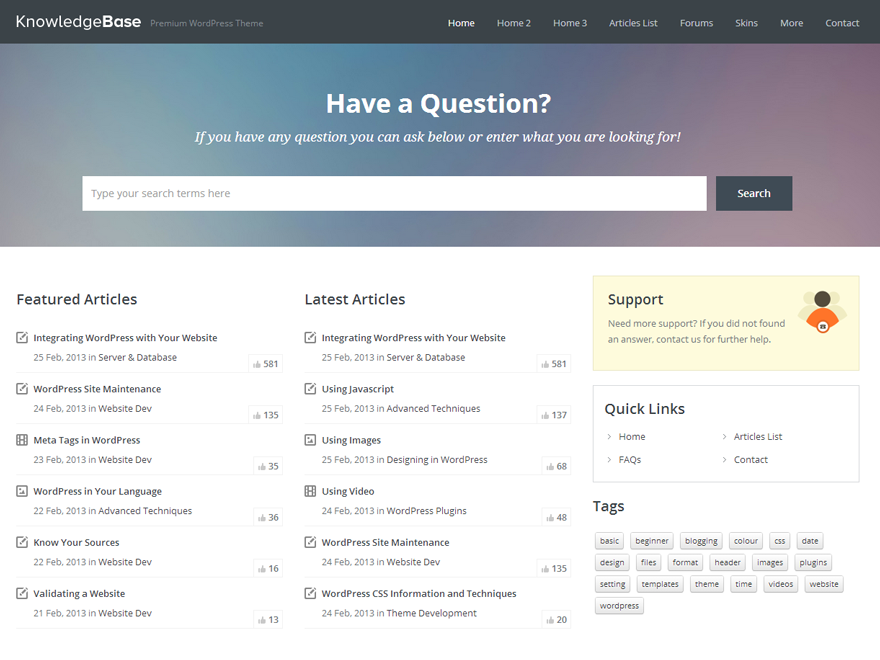 KnowledgeBase Premium WordPress Theme
Home Home 2 Home 3 Articles List Forums Skins More Contact
Have a Question?
If you have any question you can ask below or enter what you are looking for!
Type your search terms here
Search
Featured Articles
Integrating WordPress with Your Website
25 Feb, 2013 in Server & Database
581
WordPress Site Maintenance
24 Feb, 2013 in Website Dev
135
Meta Tags in WordPress
23 Feb, 2013 in Website Dev
35
WordPress in Your Language
22 Feb, 2013 in Advanced Techniques
36
Know Your Sources
22 Feb, 2013 in Website Dev
16
Validating a Website
21 Feb, 2013 in Website Dev
13
Latest Articles
Integrating WordPress with Your Website
25 Feb, 2013 in Server & Database
581
Using Javascript
25 Feb, 2013 in Advanced Techniques
137
Using Images
25 Feb, 2013 in Designing in WordPress
68
Using Video
24 Feb, 2013 in WordPress Plugins
48
WordPress Site Maintenance
24 Feb, 2013 in Website Dev
135
WordPress CSS Information and Techniques
24 Feb, 2013 in Theme Development
20
Support
Need more support? If you did not found
an answer, contact us for further help.
Quick Links
Home Articles List
FAQs Contact
Tags
basic beginner blogging colour css date
design files format header images plugins
setting templates theme time videos website
wordpress